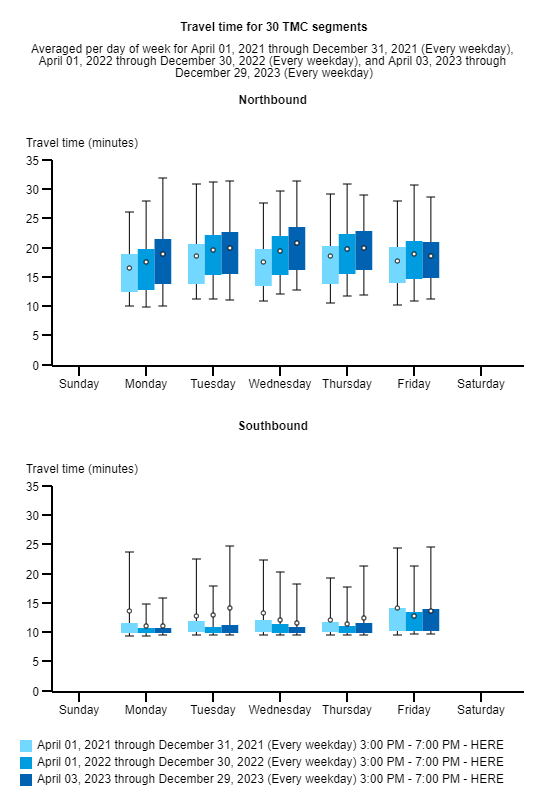 Travel time for 30 TMC segments
Averaged per day of week for April 01, 2021 through December 31, 2021 (Every weekday),
April 01, 2022 through December 30, 2022 (Every weekday), and April 03, 2023 through
December 29, 2023 (Every weekday)
Northbound
Travel time (minutes)
35
30
25
20
15
10
5
0
Sunday Monday Tuesday Wednesday Thursday Friday Saturday
Southbound
Travel time (minutes)
35
30
25
20
15
10
5
0
Sunday Monday Tuesday Wednesday Thursday Friday Saturday
April 01, 2021 through December 31, 2021 (Every weekday) 3:00 PM - 7:00 PM - HERE
April 01, 2022 through December 30, 2022 (Every weekday) 3:00 PM - 7:00 PM - HERE
April 03, 2023 through December 29, 2023 (Every weekday) 3:00 PM - 7:00 PM - HERE